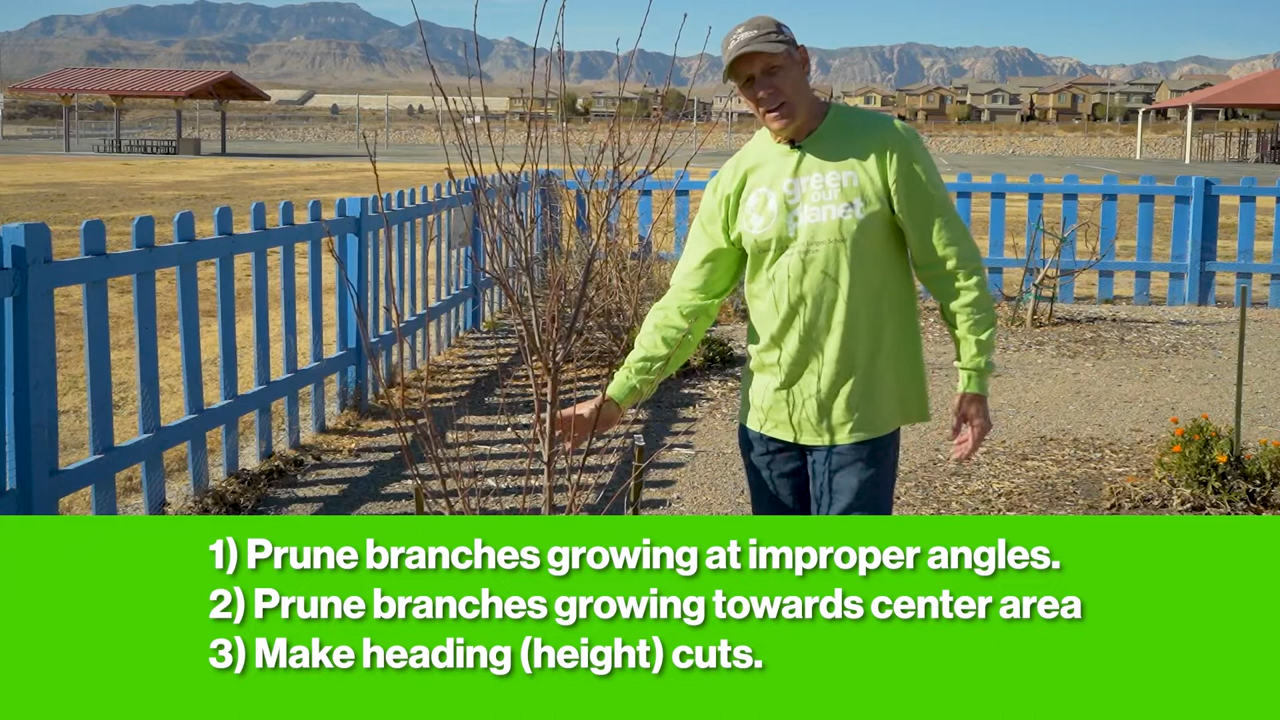 green
our
planet
1) Prune branches growing at improper angles.
2) Prune branches growing towards center area
3) Make heading (height) cuts.